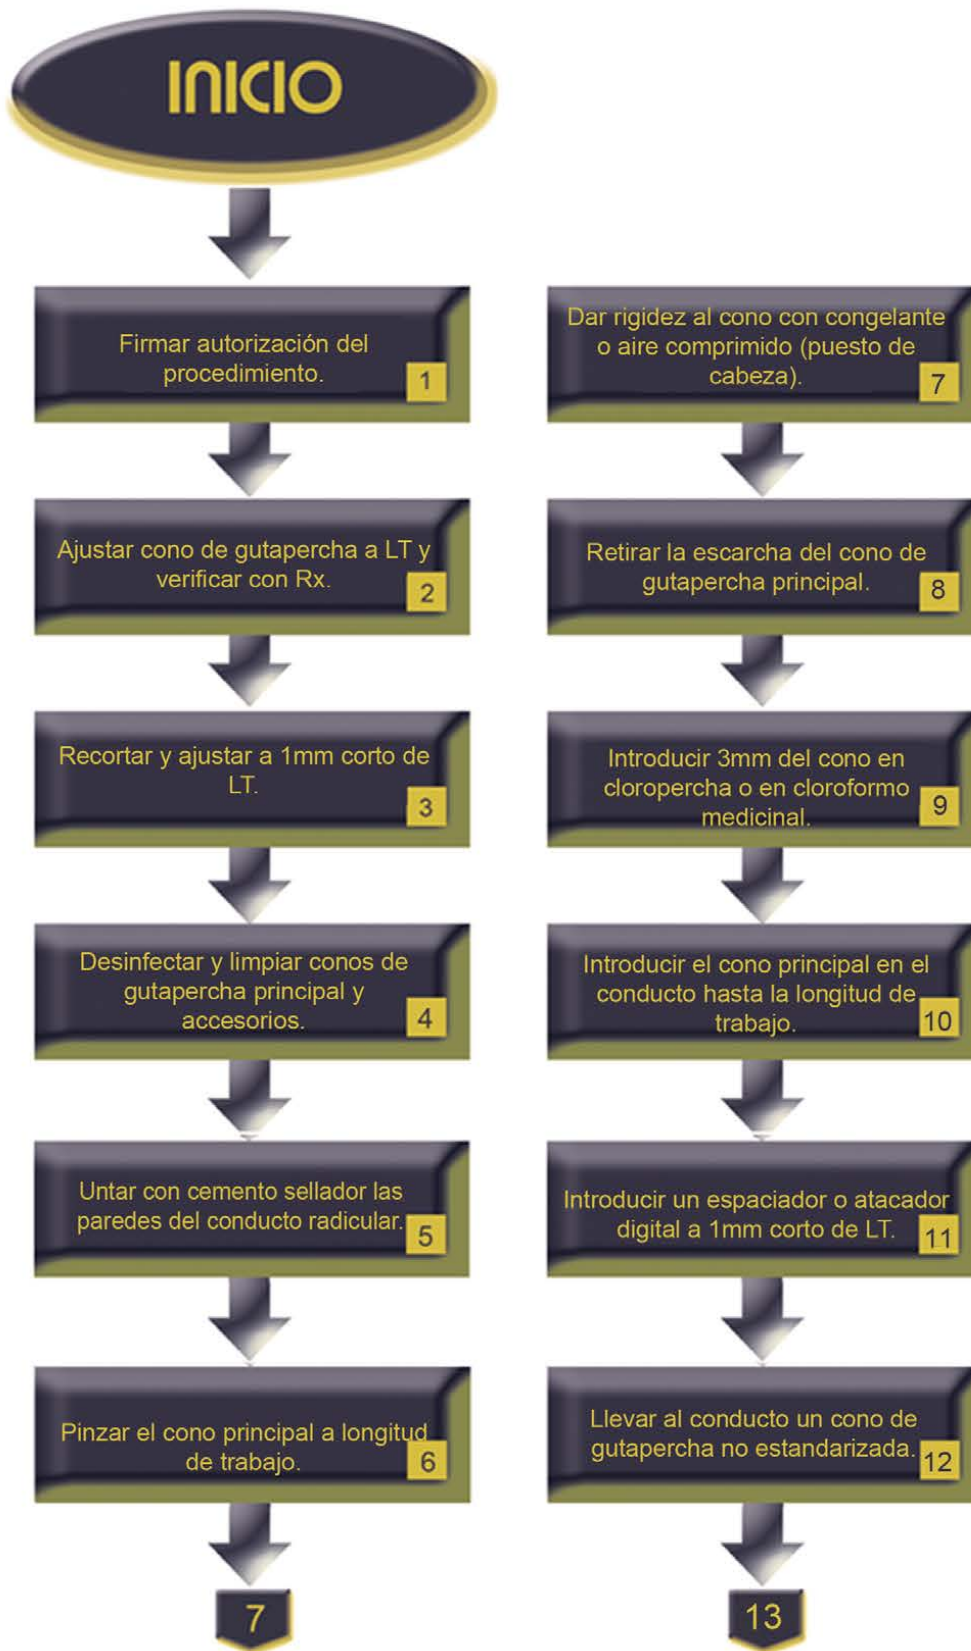 INICIO
Firmar autorización del
procedimiento.
1
Ajustar cono de gutapercha a LT y
verificar con Rx.
2
Recortar y ajustar a 1mm corto de
LT.
3
Desinfectar y limpiar conos de
gutapercha principal y
accesorios.
4
Untar con cemento sellador las
paredes del conducto radicular.
5
Pinzar el cono principal a longitud
de trabajo.
6
7
Dar rigidez al cono con congelante
o aire comprimido (puesto de
cabeza).
7
Retirar la escarcha del cono de
gutapercha principal.
8
Introducir 3mm del cono en
cloropercha o en cloroformo
medicinal.
9
Introducir el cono principal en el
conducto hasta la longitud de
trabajo.
10
Introducir un espaciador o atacador
digital a 1mm corto de LT.
11
Llevar al conducto un cono de
gutapercha no estandarizada.
12
13